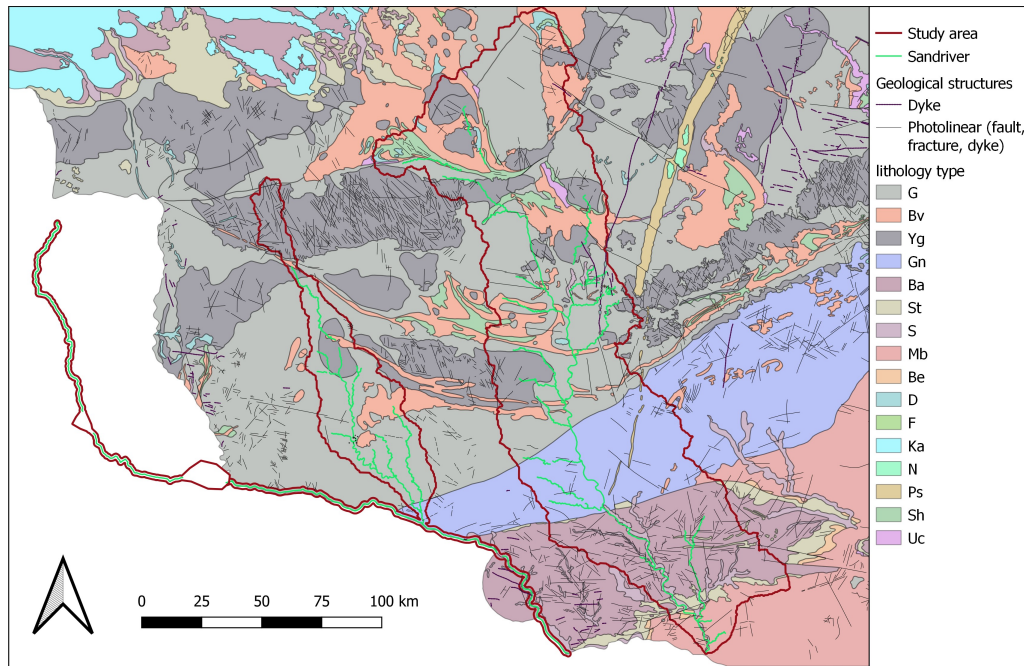 Study area
Sandriver
Geological structures
Dyke
Photolinear (fault,
fracture, dyke)
lithology type
G
Bv
Yg
Gn
Ba
St
S
Mb
Be
D
F
Ka
N
Ps
Sh
Uc
0 25 50 75 100 km